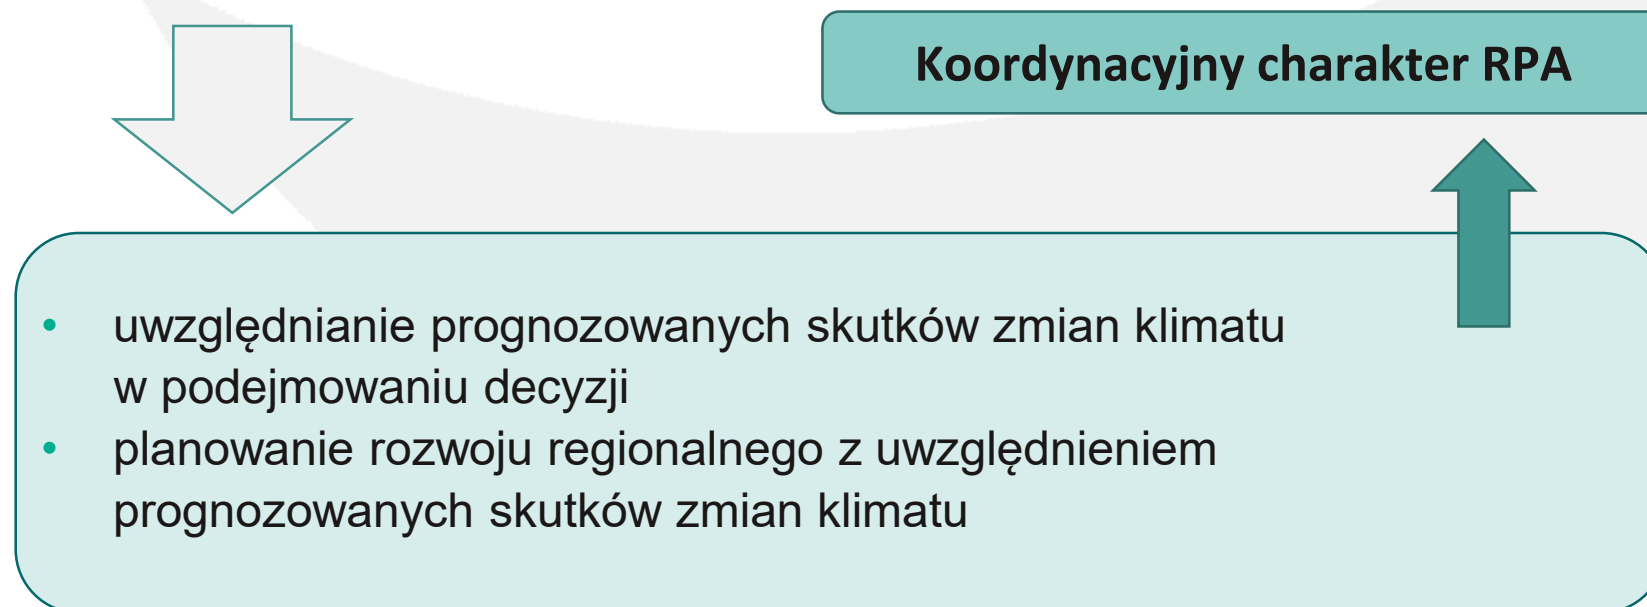 Koordynacyjny charakter RPA
• uwzględnianie prognozowanych skutków zmian klimatu
w podejmowaniu decyzji
• planowanie rozwoju regionalnego z uwzględnieniem
prognozowanych skutków zmian klimatu